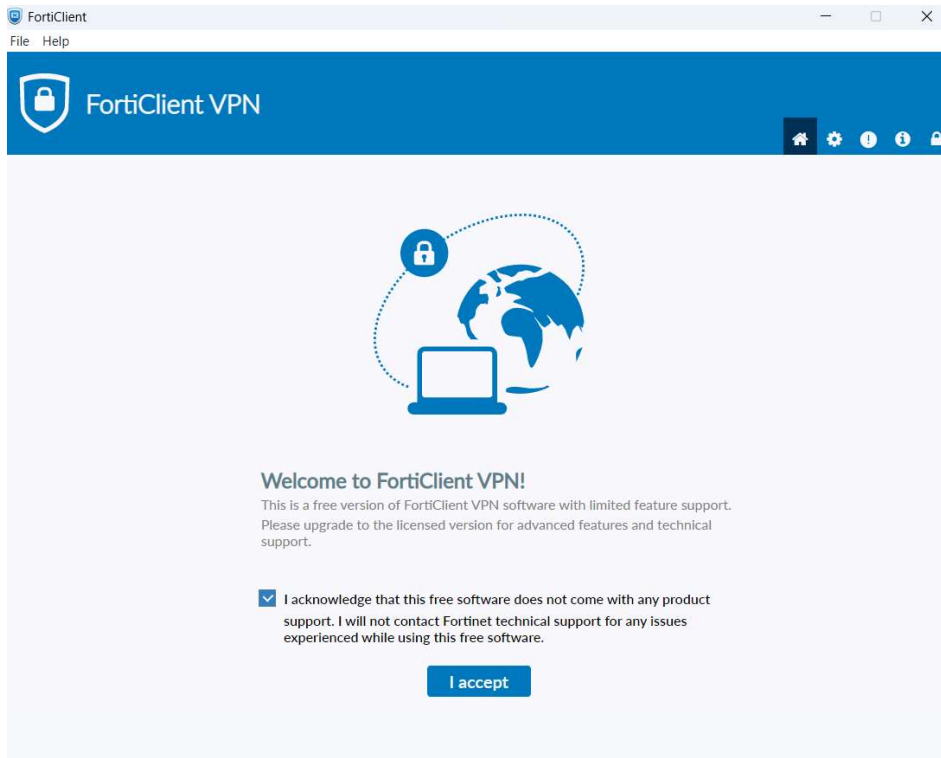 FortiClient
File Help
FortiClient VPN
Welcome to FortiClient VPN!
This is a free version of FortiClient VPN software with limited feature support.
Please upgrade to the licensed version for advanced features and technical
support.
I acknowledge that this free software does not come with any product
support. I will not contact Fortinet technical support for any issues
experienced while using this free software.
I accept